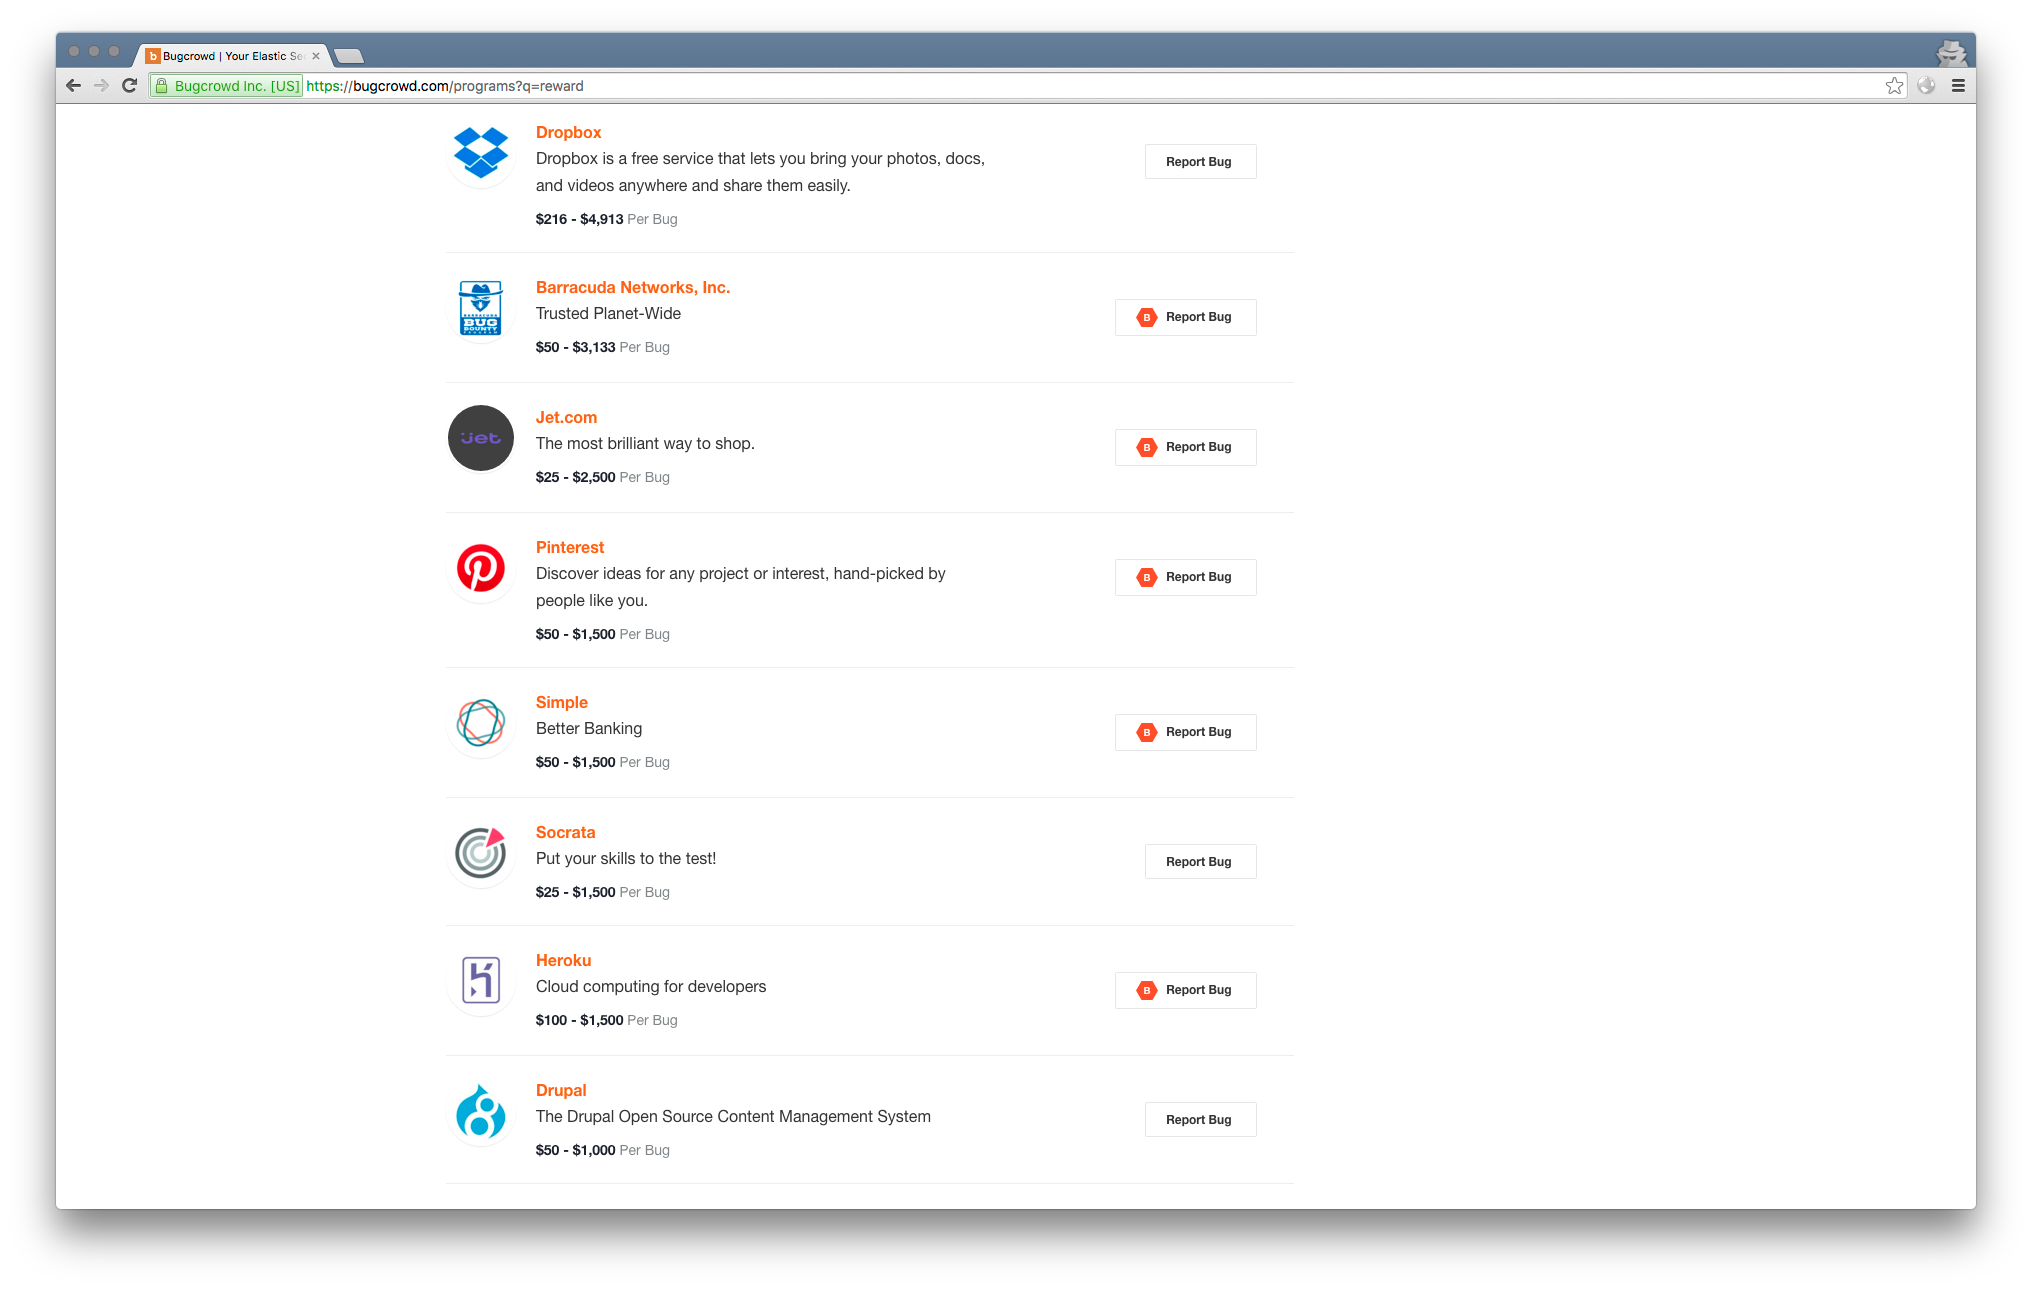 b Bugcrowd | Your Elastic Sec
Bugcrowd Inc. [US] https://bugcrowd.com/programs?q=reward
Dropbox
Dropbox is a free service that lets you bring your photos, docs,
and videos anywhere and share them easily.
$216 - $4,913 Per Bug
Report Bug
BARRACUDA
BUG
BOUNTY
PROGRAM
Barracuda Networks, Inc.
Trusted Planet-Wide
$50 - $3,133 Per Bug
B Report Bug
jet
Jet.com
The most brilliant way to shop.
$25 - $2,500 Per Bug
B Report Bug
Pinterest
Discover ideas for any project or interest, hand-picked by
people like you.
$50 - $1,500 Per Bug
B Report Bug
Simple
Better Banking
$50 - $1,500 Per Bug
B Report Bug
Socrata
Put your skills to the test!
$25 - $1,500 Per Bug
Report Bug
Heroku
Cloud computing for developers
$100 - $1,500 Per Bug
B Report Bug
Drupal
The Drupal Open Source Content Management System
$50 - $1,000 Per Bug
Report Bug